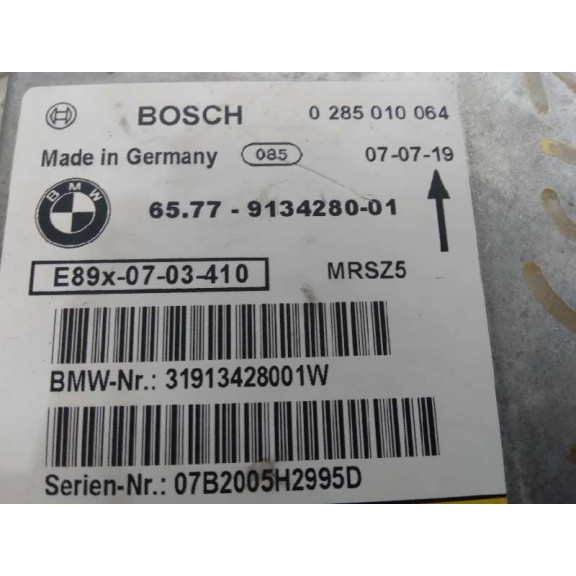 BOSCH 0 285 010 064
Made in Germany 085 07-07-19
BMW 65.77 - 9134280-01
E89x-07-03-410 MRSZ5
BMW-Nr.: 31913428001W
Serien-Nr.: 07B2005H2995D